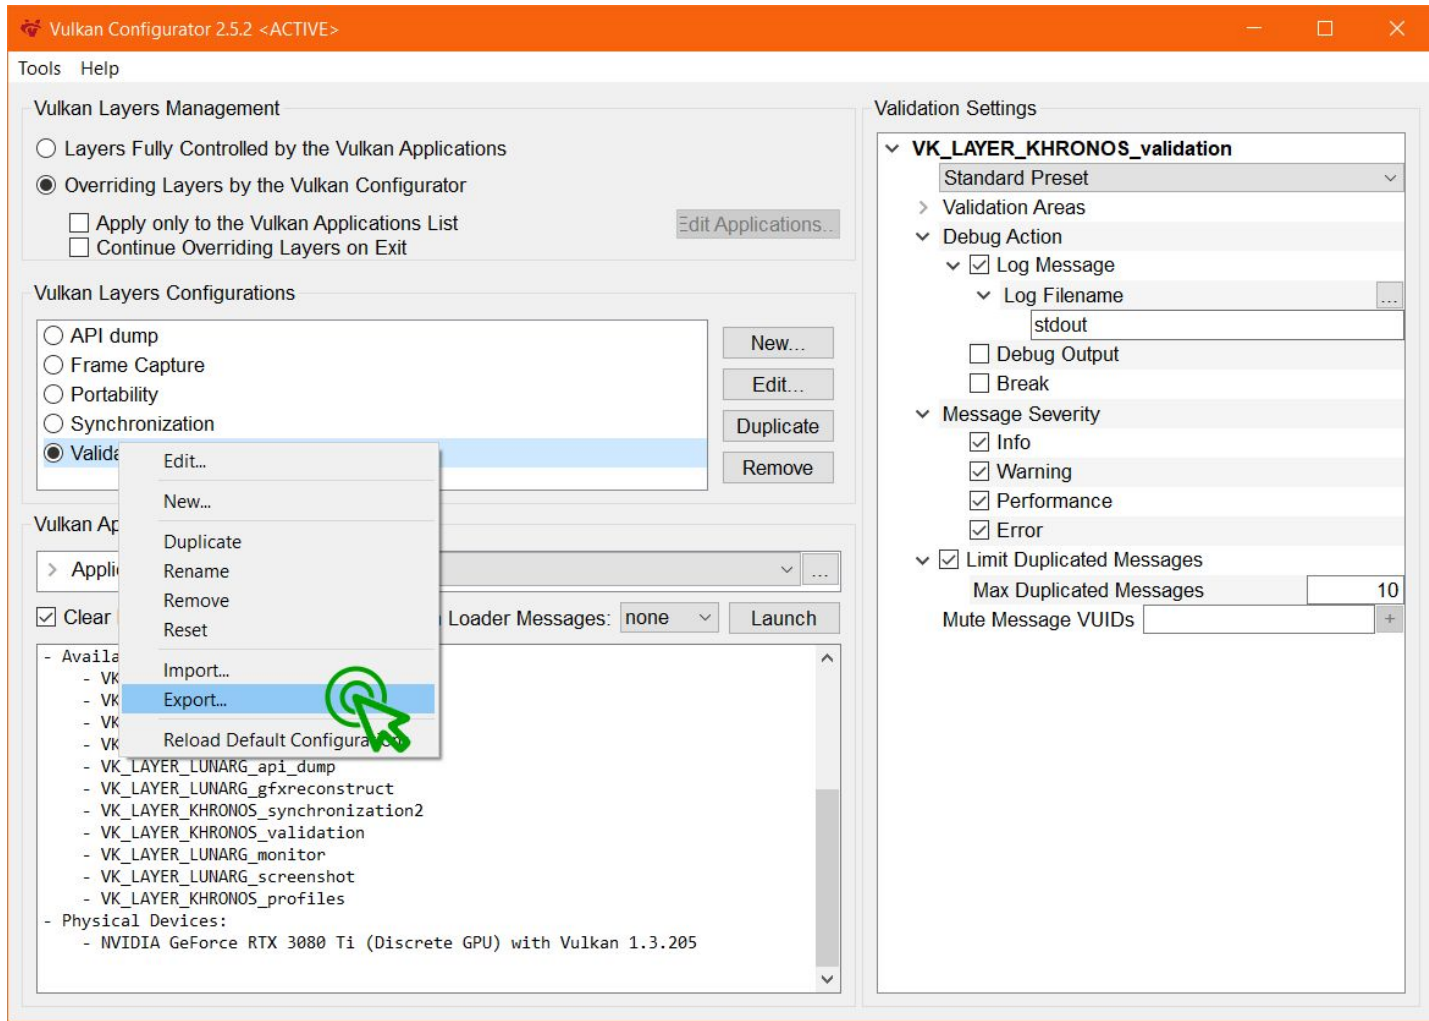 Vulkan Configurator 2.5.2 <ACTIVE>
Tools Help
Vulkan Layers Management
Layers Fully Controlled by the Vulkan Applications
Overriding Layers by the Vulkan Configurator
Apply only to the Vulkan Applications List
Edit Applications..
Continue Overriding Layers on Exit
Vulkan Layers Configurations
API dump
Frame Capture
Portability
Synchronization
New...
Edit...
Duplicate
Remove
Edit...
New...
Duplicate
Rename
Remove
Reset
Import...
Export...
Reload Default
Vulkan
...
Clear
Loader Messages: none
Launch
- VK_LAYER_LUNARG_api_dump
- VK_LAYER_LUNARG_gfxreconstruct
- VK_LAYER_KHRONOS_synchronization2
- VK_LAYER_KHRONOS_validation
- VK_LAYER_LUNARG_monitor
- VK_LAYER_LUNARG_screenshot
- VK_LAYER_KHRONOS_profiles
- Physical Devices:
- NVIDIA GeForce RTX 3080 Ti (Discrete GPU) with Vulkan 1.3.205
Validation Settings
VK_LAYER_KHRONOS_validation
Standard Preset
Validation Areas
Debug Action
Log Message
Log Filename
...
stdout
Debug Output
Break
Message Severity
Info
Warning
Performance
Error
Limit Duplicated Messages
Max Duplicated Messages 10
Mute Message VUIDs +